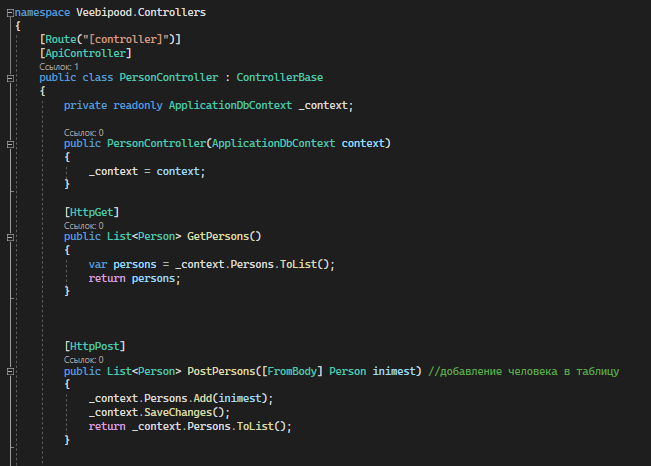 namespace Veebipood.Controllers
{
[Route("[controller]")]
[ApiController]
Ссылок: 1
public class PersonController : ControllerBase
{
private readonly ApplicationDbContext _context;
Ссылок: 0
public PersonController(ApplicationDbContext context)
{
_context = context;
}
[HttpGet]
Ссылок: 0
public List<Person> GetPersons()
{
var persons = _context.Persons.ToList();
return persons;
}
[HttpPost]
Ссылок: 0
public List<Person> PostPersons([FromBody] Person inimest) //добавление человека в таблицу
{
_context.Persons.Add(inimest);
_context.SaveChanges();
return _context.Persons.ToList();
}